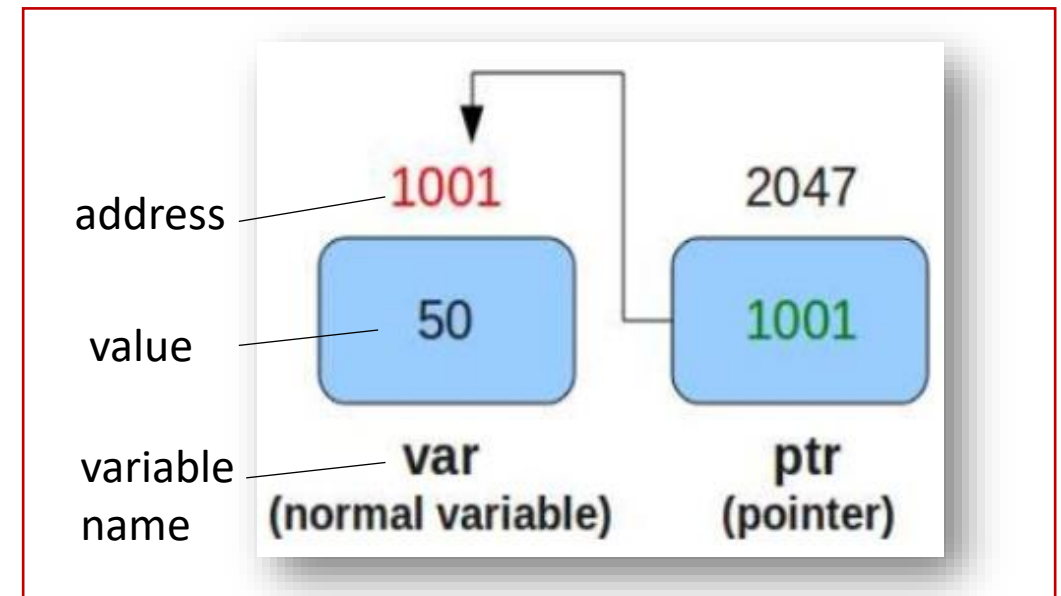 address
1001
2047
value
50
1001
variable
name
var
ptr
(normal variable)
(pointer)